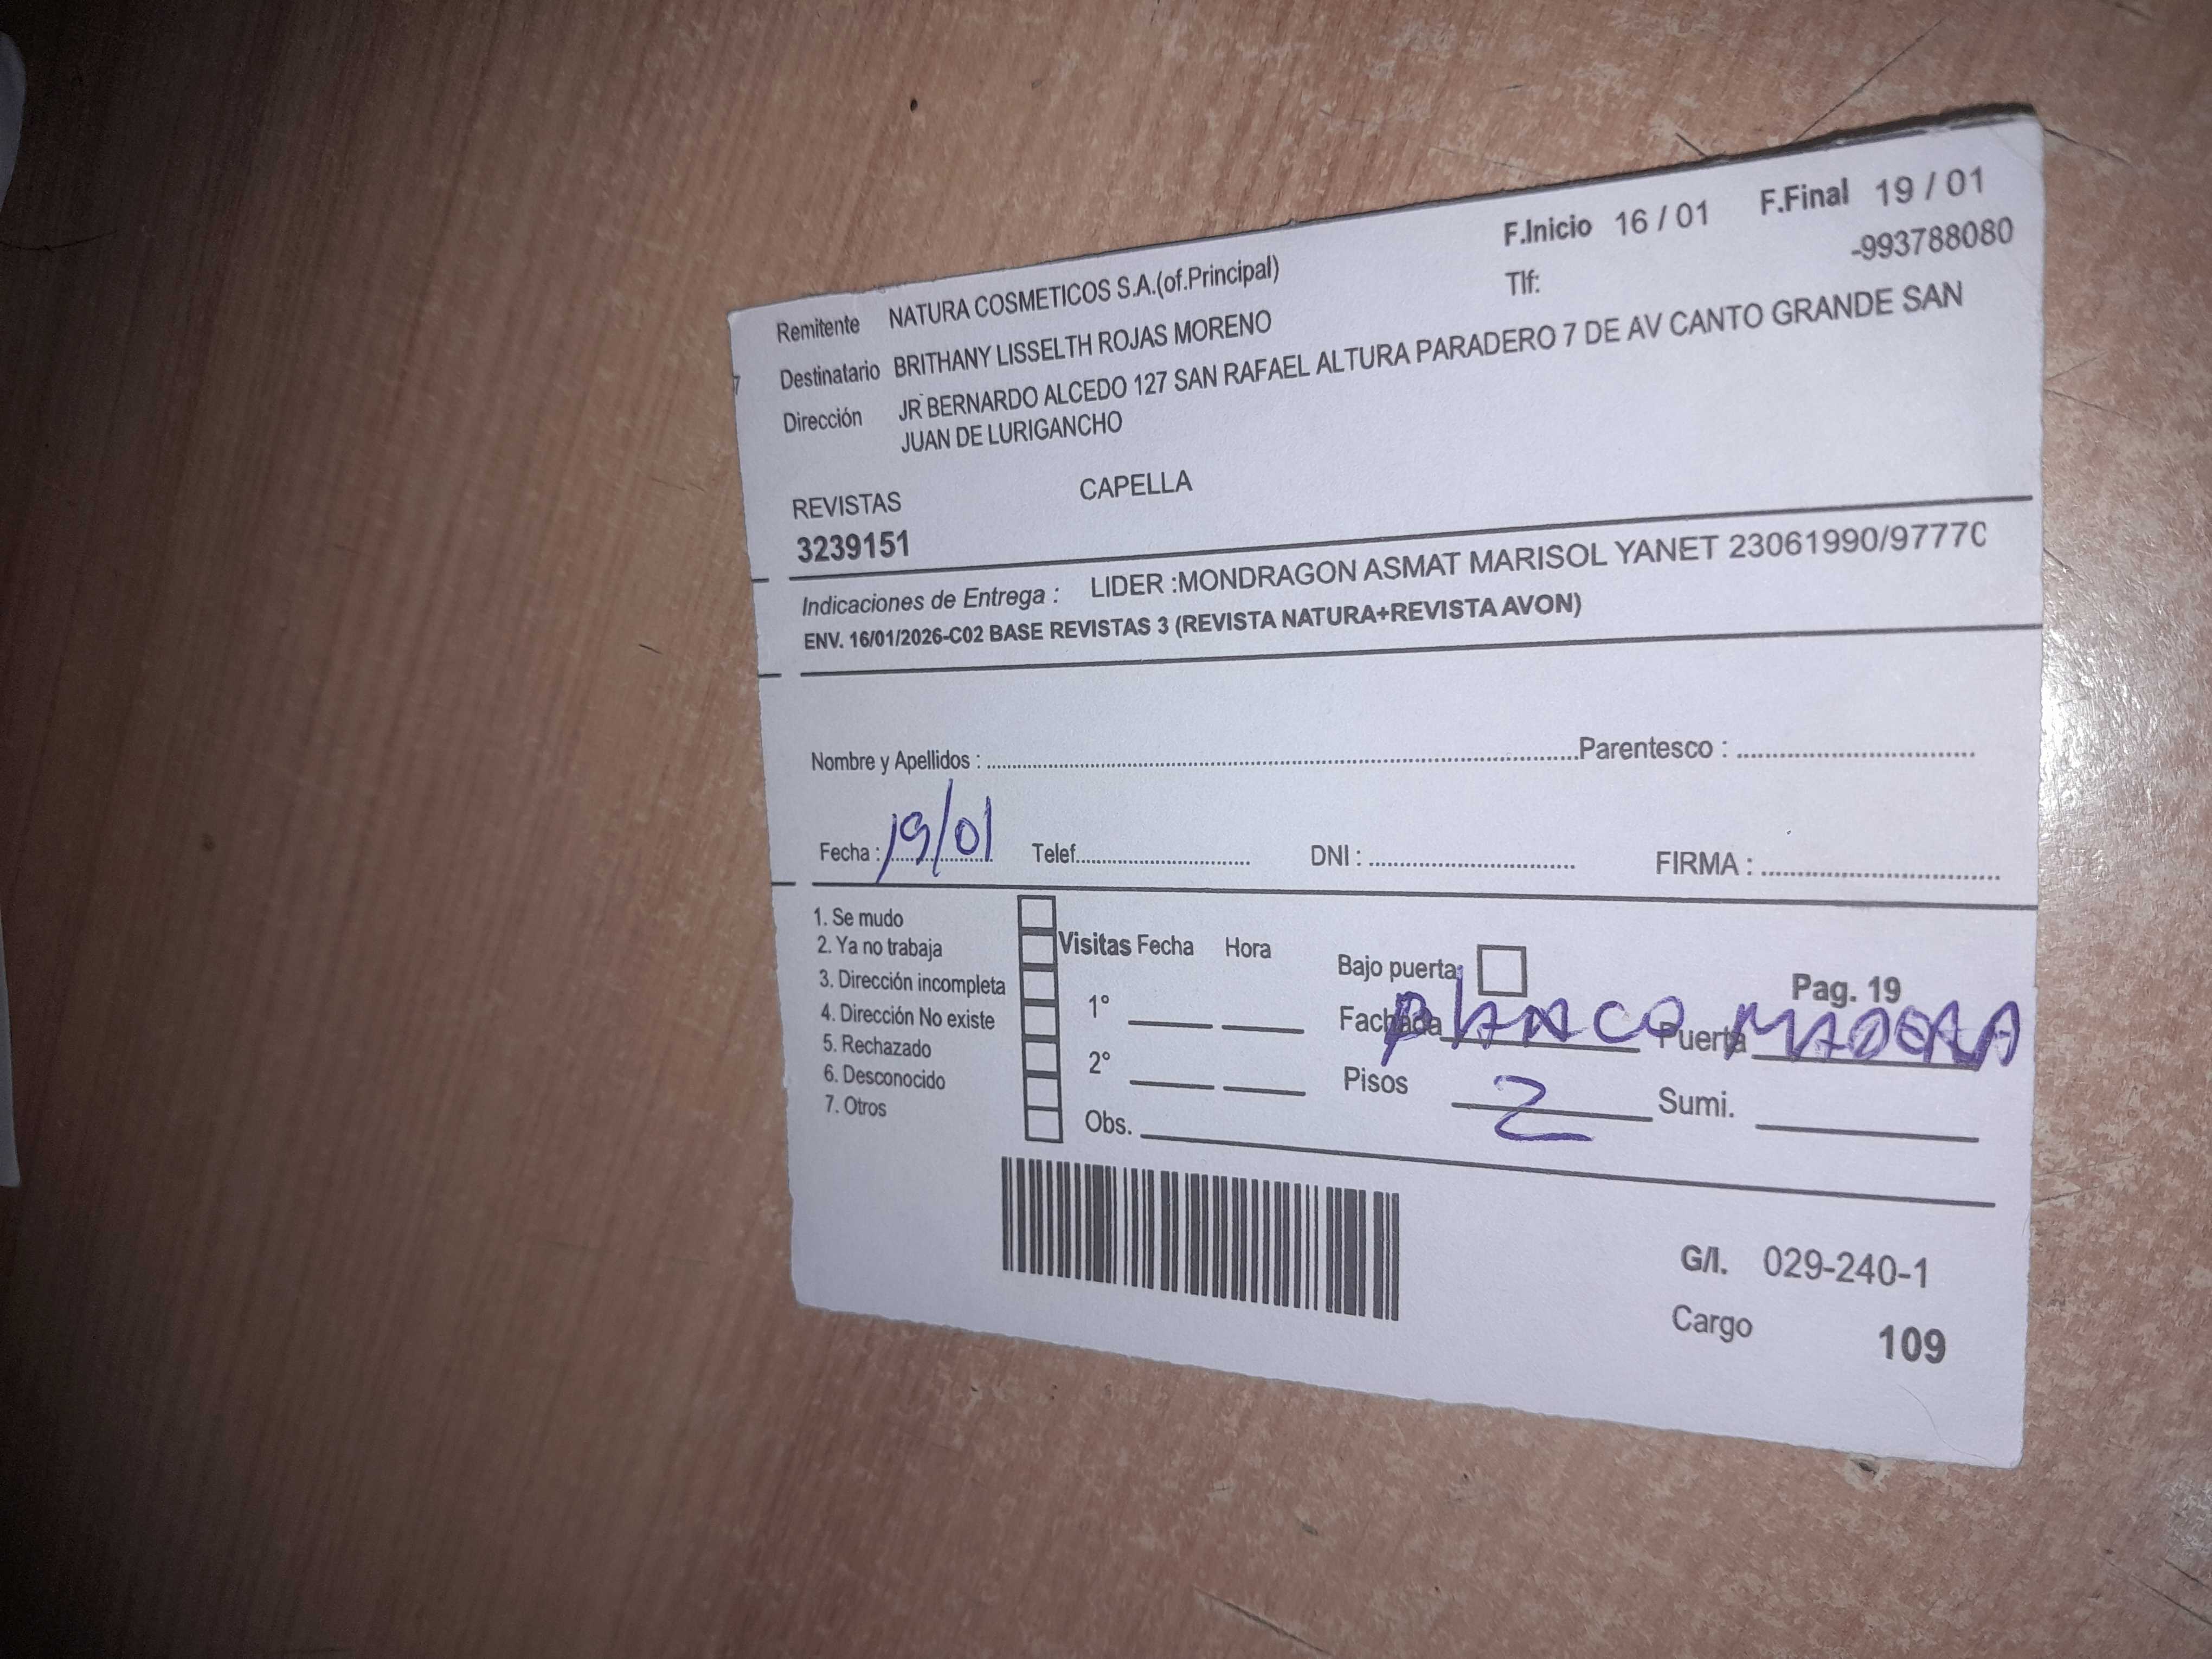 F.Inicio 16 / 01 F.Final 19 / 01
Remitente NATURA COSMETICOS S.A.(of.Principal) Tlf: -993788080
Destinatario BRITHANY LISSELTH ROJAS MORENO
Dirección JR BERNARDO ALCEDO 127 SAN RAFAEL ALTURA PARADERO 7 DE AV CANTO GRANDE SAN
JUAN DE LURIGANCHO
REVISTAS CAPELLA
3239151
Indicaciones de Entrega : LIDER :MONDRAGON ASMAT MARISOL YANET 23061990/9777
ENV. 16/01/2026-C02 BASE REVISTAS 3 (REVISTA NATURA+REVISTA AVON)
Nombre y Apellidos : Parentesco :
Fecha : 19/01 Telef. DNI : FIRMA :
1. Se mudo
2. Ya no trabaja
3. Dirección incompleta
4. Dirección No existe
5. Rechazado
6. Desconocido
7. Otros
Visitas Fecha Hora
1°
2°
Obs.
Bajo puerta: Pag. 19
Fachada BLANCO Puerta MADERA
Pisos 2 Sumi.
G/I. 029-240-1
Cargo 109